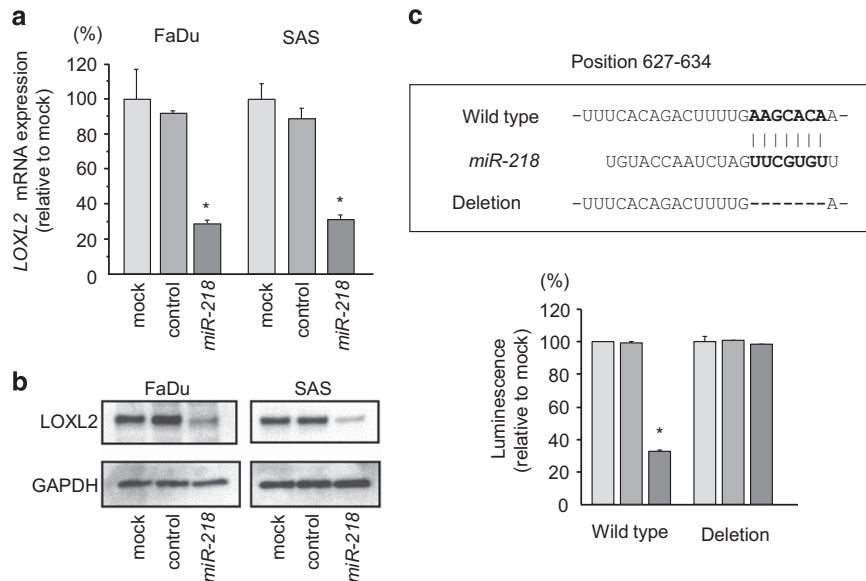 a
(%)
FaDu
SAS
LOXL2 mRNA expression
(relative to mock)
120
100
80
60
40
20
0
*
*
mock
control
miR-218
mock
control
miR-218
b
FaDu
SAS
LOXL2
GAPDH
mock
control
miR-218
mock
control
miR-218
c
Position 627-634
Wild type
–UUUCACAGACUUUUGAAGCACAA–
| | | | | | |
miR-218
UGUACCAAUCUAGUUCGUGUU
Deletion
–UUUCACAGACUUUUG-------A–
(%)
Luminescence
(relative to mock)
120
100
80
60
40
20
0
*
Wild type
Deletion